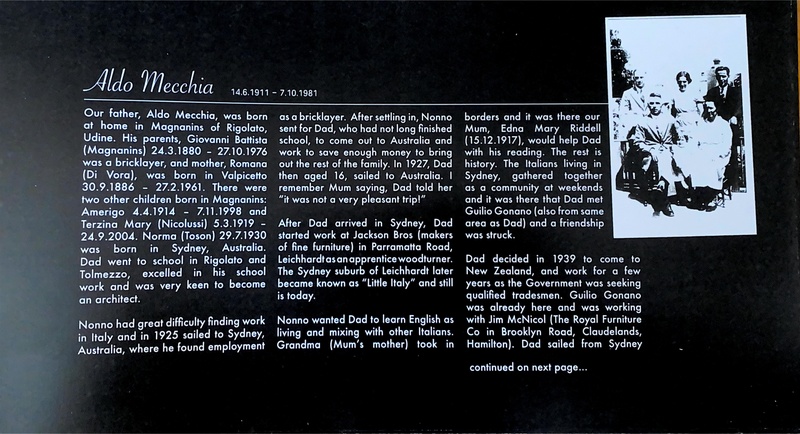 Aldo Mecchia 14.6.1911 – 7.10.1981
Our father, Aldo Mecchia, was born
at home in Magnanins of Rigolato,
Udine. His parents, Giovanni Battista
(Magnanins) 24.3.1880 – 27.10.1976
was a bricklayer, and mother, Romana
(Di Vora), was born in Valpicetto
30.9.1886 – 27.2.1961. There were
two other children born in Magnanins:
Amerigo 4.4.1914 – 7.11.1998 and
Terzina Mary (Nicolussi) 5.3.1919 –
24.9.2004. Norma (Toson) 29.7.1930
was born in Sydney, Australia.
Dad went to school in Rigolato and
Tolmezzo, excelled in his school
work and was very keen to become
an architect.
Nonno had great difficulty finding work
in Italy and in 1925 sailed to Sydney,
Australia, where he found employment
as a bricklayer. After settling in, Nonno
sent for Dad, who had not long finished
school, to come out to Australia and
work to save enough money to bring
out the rest of the family. In 1927, Dad
then aged 16, sailed to Australia. I
remember Mum saying, Dad told her
"it was not a very pleasant trip!"
After Dad arrived in Sydney, Dad
started work at Jackson Bros (makers
of fine furniture) in Parramatta Road,
Leichhardt as an apprentice woodturner.
The Sydney suburb of Leichhardt later
became known as "Little Italy" and still
is today.
Nonno wanted Dad to learn English as
living and mixing with other Italians.
Grandma (Mum's mother) took in
borders and it was there our
Mum, Edna Mary Riddell
(15.12.1917), would help Dad
with his reading. The rest is
history. The Italians living in
Sydney, gathered together
as a community at weekends
and it was there that Dad met
Guilio Gonano (also from same
area as Dad) and a friendship
was struck.
Dad decided in 1939 to come to
New Zealand, and work for a few
years as the Government was seeking
qualified tradesmen. Guilio Gonano
was already here and was working
with Jim McNicol (The Royal Furniture
Co in Brooklyn Road, Claudelands,
Hamilton). Dad sailed from Sydney
continued on next page...